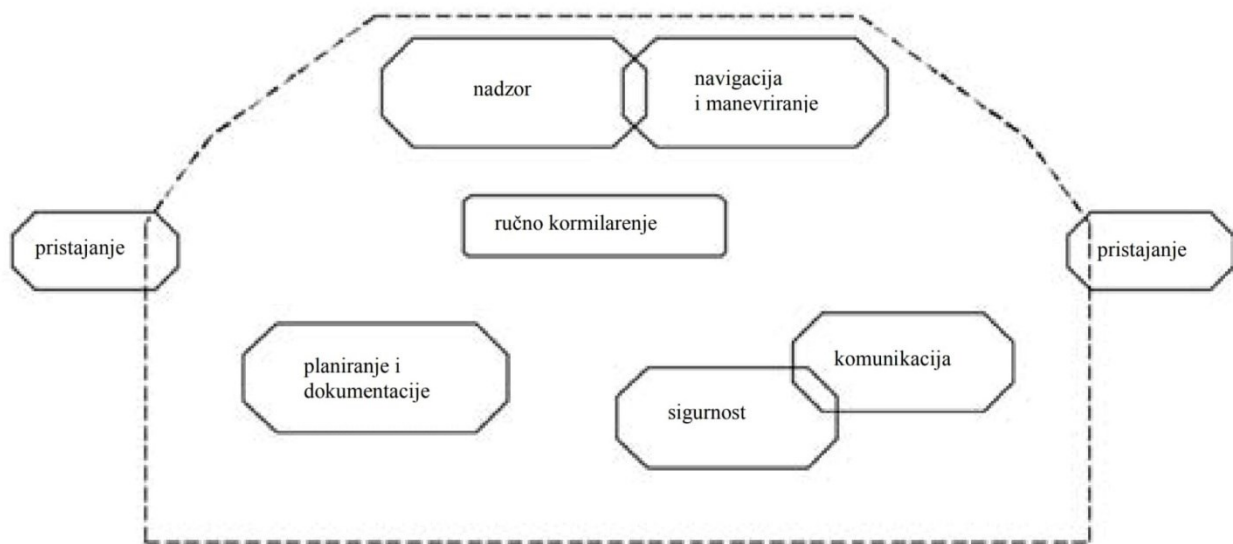 nadzor
navigacija
i manevriranje
ručno kormilarenje
pristajanje
pristajanje
planiranje i
dokumentacije
komunikacija
sigurnost